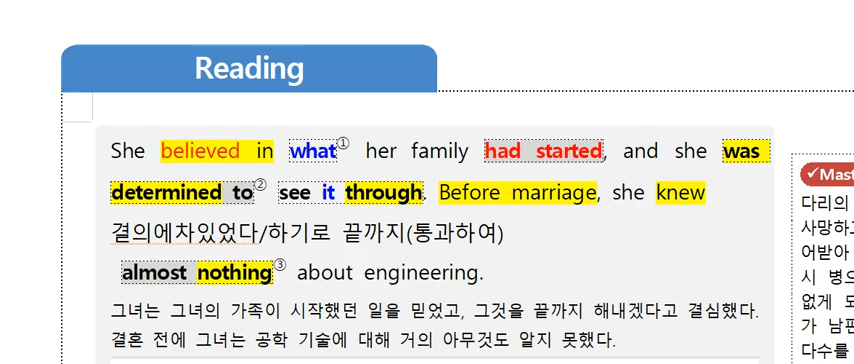 Reading
She believed in what① her family had started, and she was
determined to② see it through. Before marriage, she knew
결의에차있었다/하기로 끝까지(통과하여)
almost nothing③ about engineering.
그녀는 그녀의 가족이 시작했던 일을 믿었고, 그것을 끝까지 해내겠다고 결심했다.
결혼 전에 그녀는 공학 기술에 대해 거의 아무것도 알지 못했다.
✓Mast
다리의
사망하고
어받아
시 병으
없게 되
가 남편
다수를